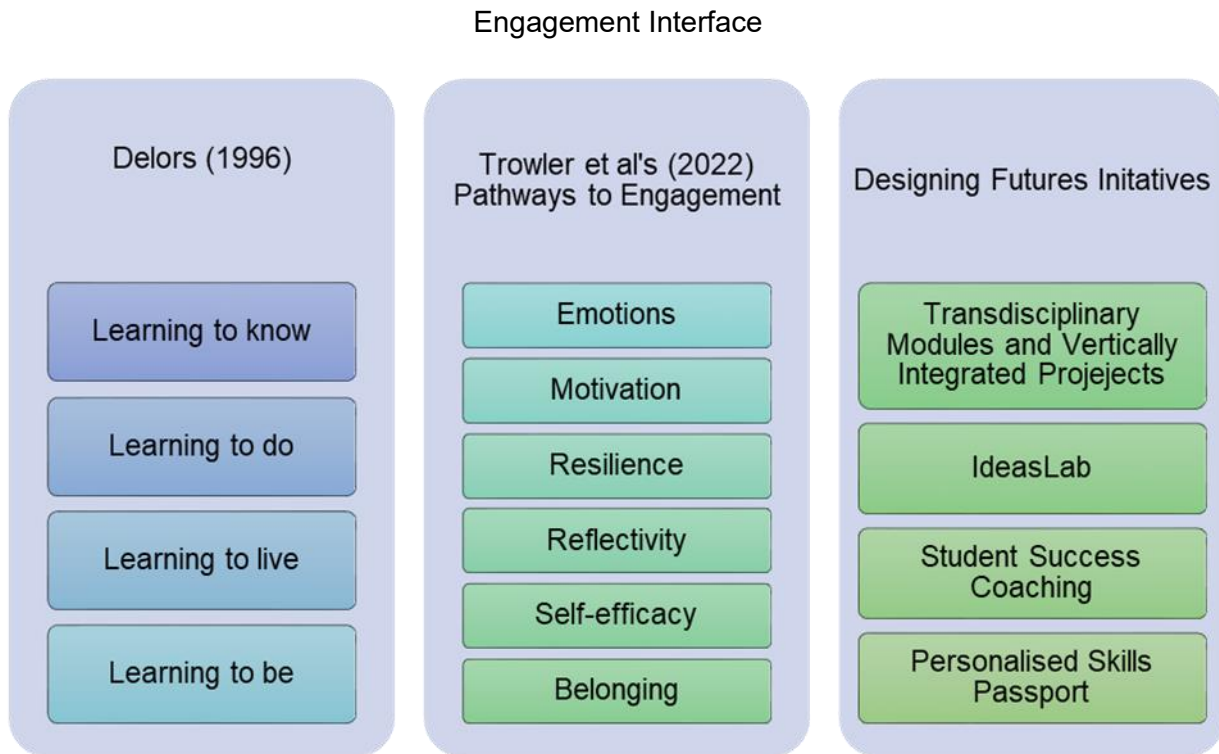 Engagement Interface
Delors (1996)
Learning to know
Learning to do
Learning to live
Learning to be
Trowler et al's (2022)
Pathways to Engagement
Emotions
Motivation
Resilience
Reflectivity
Self-efficacy
Belonging
Designing Futures Initatives
Transdisciplinary
Modules and Vertically
Integrated Projejects
IdeasLab
Student Success
Coaching
Personalised Skills
Passport